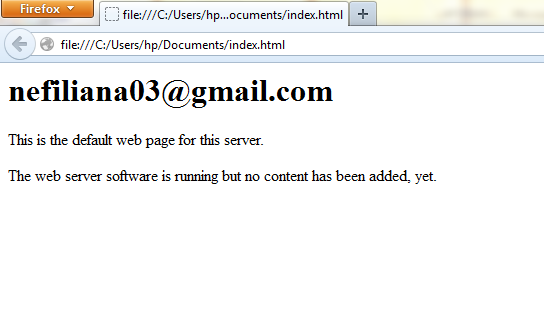 Firefox
file:///C:/Users/hp...ocuments/index.html
file:///C:/Users/hp/Documents/index.html
nefiliana03@gmail.com
This is the default web page for this server.
The web server software is running but no content has been added, yet.